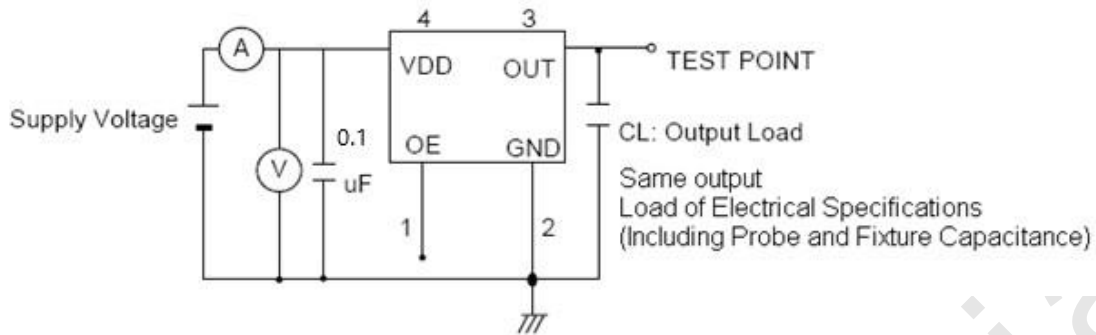 4
3
A
VDD
OUT
TEST POINT
Supply Voltage
0.1
uF
V
OE
GND
CL: Output Load
Same output
Load of Electrical Specifications
(Including Probe and Fixture Capacitance)
1
2